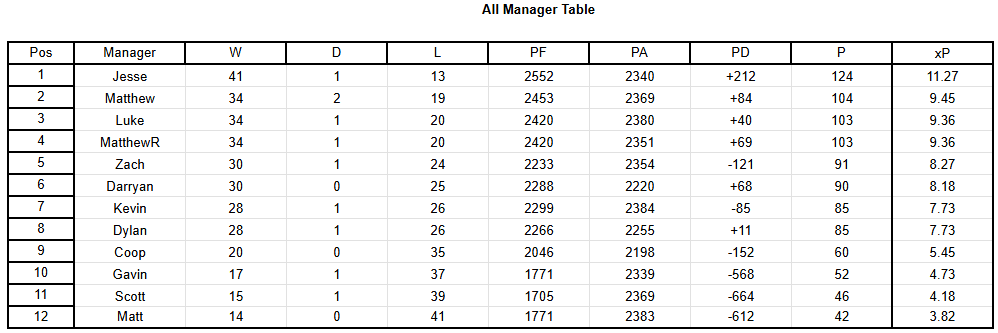 All Manager Table
Pos Manager W D L PF PA PD P xP
1 Jesse 41 1 13 2552 2340 +212 124 11.27
2 Matthew 34 2 19 2453 2369 +84 104 9.45
3 Luke 34 1 20 2420 2380 +40 103 9.36
4 MatthewR 34 1 20 2420 2351 +69 103 9.36
5 Zach 30 1 24 2233 2354 -121 91 8.27
6 Darryan 30 0 25 2288 2220 +68 90 8.18
7 Kevin 28 1 26 2299 2384 -85 85 7.73
8 Dylan 28 1 26 2266 2255 +11 85 7.73
9 Coop 20 0 35 2046 2198 -152 60 5.45
10 Gavin 17 1 37 1771 2339 -568 52 4.73
11 Scott 15 1 39 1705 2369 -664 46 4.18
12 Matt 14 0 41 1771 2383 -612 42 3.82